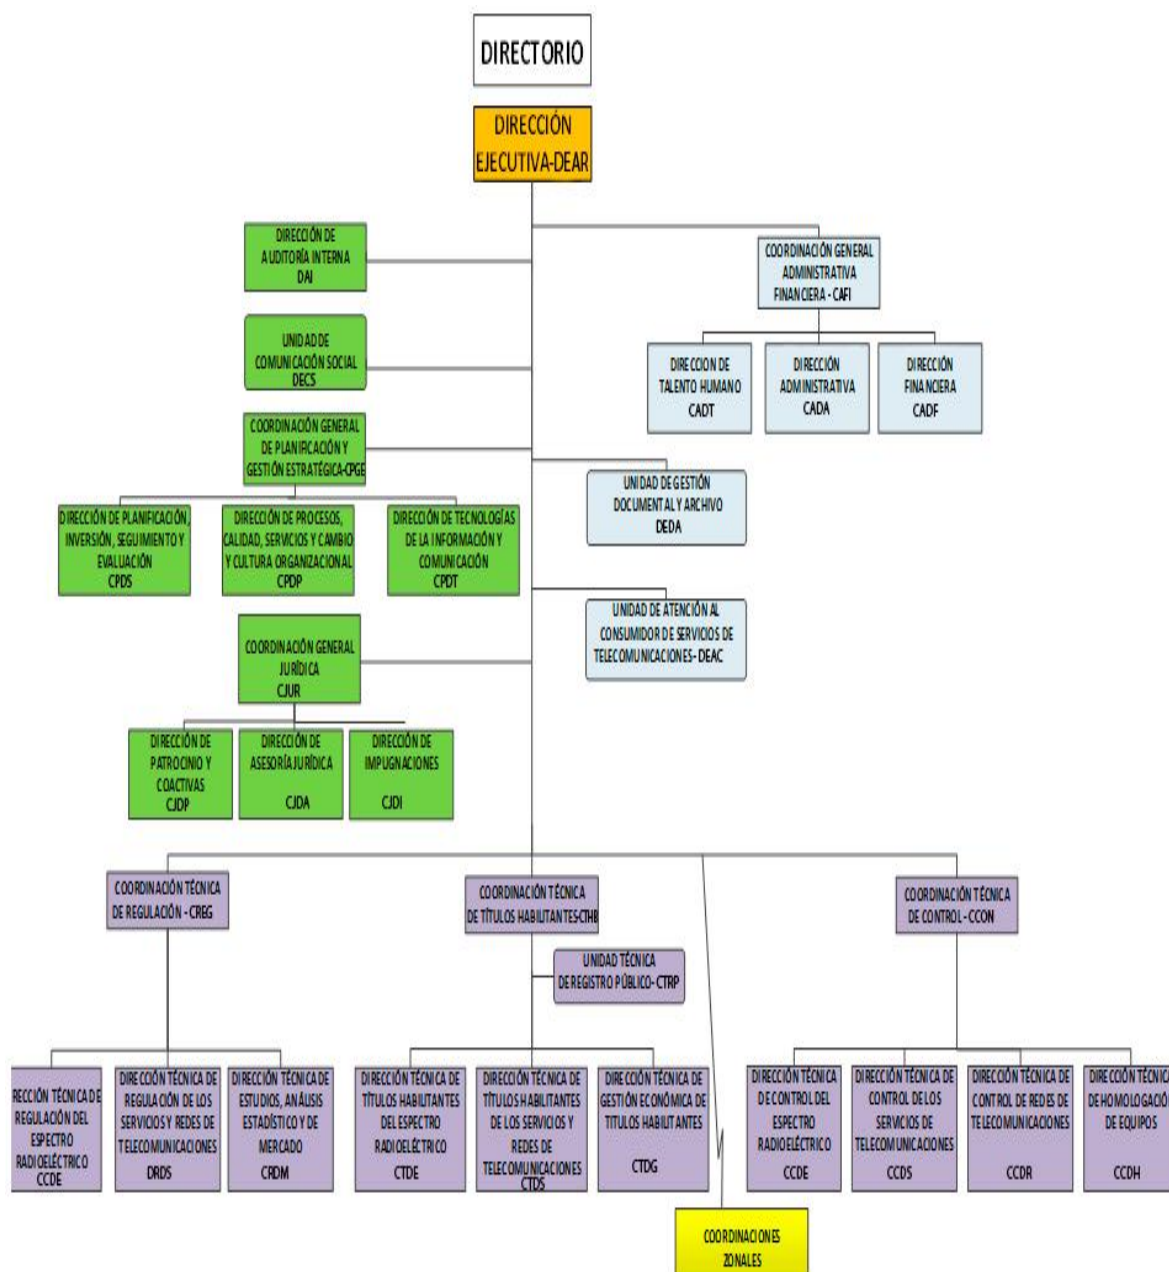 DIRECTORIO
DIRECCIÓN
EJECUTIVA-DEAR
DIRECCIÓN DE
AUDITORÍA INTERNA
DAI
COORDINACIÓN GENERAL
ADMINISTRATIVA
FINANCIERA - CAFI
UNIDAD DE
COMUNICACIÓN SOCIAL
DECS
DIRECCION DE
TALENTO HUMANO
CADT
DIRECCIÓN
ADMINISTRATIVA
CADA
DIRECCIÓN
FINANCIERA
CADF
COORDINACIÓN GENERAL
DE PLANIFICACIÓN Y
GESTIÓN ESTRATÉGICA-CPGE
UNIDAD DE GESTIÓN
DOCUMENTAL Y ARCHIVO
DEDA
DIRECCIÓN DE PLANIFICACIÓN,
INVERSIÓN, SEGUIMIENTO Y
EVALUACIÓN
CPDS
DIRECCIÓN DE PROCESOS,
CALIDAD, SERVICIOS Y CAMBIO
Y CULTURA ORGANIZACIONAL
CPDP
DIRECCIÓN DE TECNOLOGÍAS
DE LA INFORMACIÓN Y
COMUNICACIÓN
CPDT
UNIDAD DE ATENCIÓN AL
CONSUMIDOR DE SERVICIOS DE
TELECOMUNICACIONES- DEAC
COORDINACIÓN GENERAL
JURÍDICA
CJUR
DIRECCIÓN DE
PATROCINIO Y
COACTIVAS
CJDP
DIRECCIÓN DE
ASESORÍA JURÍDICA
CJDA
DIRECCIÓN DE
IMPUGNACIONES
CJDI
COORDINACIÓN TÉCNICA
DE REGULACIÓN - CREG
COORDINACIÓN TÉCNICA
DE TÍTULOS HABILITANTES-CTHB
COORDINACIÓN TÉCNICA
DE CONTROL - CCON
UNIDAD TÉCNICA
DE REGISTRO PÚBLICO- CTRP
RECCIÓN TÉCNICA DE
REGULACIÓN DEL
ESPECTRO
RADIOELÉCTRICO
CCDE
DIRECCIÓN TÉCNICA DE
REGULACIÓN DE LOS
SERVICIOS Y REDES DE
TELECOMUNICACIONES
DRDS
DIRECCIÓN TÉCNICA DE
ESTUDIOS, ANÁLISIS
ESTADÍSTICO Y DE
MERCADO
CRDM
DIRECCIÓN TÉCNICA DE
TÍTULOS HABILITANTES
DEL ESPECTRO
RADIOELÉCTRICO
CTDE
DIRECCIÓN TÉCNICA DE
TÍTULOS HABILITANTES
DE LOS SERVICIOS Y
REDES DE
TELECOMUNICACIONES
CTDS
DIRECCIÓN TÉCNICA DE
GESTIÓN ECONÓMICA DE
TITULOS HABILITANTES
CTDG
DIRECCIÓN TÉCNICA
DE CONTROL DEL
ESPECTRO
RADIOELÉCTRICO
CCDE
DIRECCIÓN TÉCNICA DE
CONTROL DE LOS
SERVICIOS DE
TELECOMUNICACIONES
CCDS
DIRECCIÓN TÉCNICA DE
CONTROL DE REDES DE
TELECOMUNICACIONES
CCDR
DIRECCIÓN TÉCNICA
DE HOMOLOGACIÓN
DE EQUIPOS
CCDH
COORDINACIONES
ZONALES